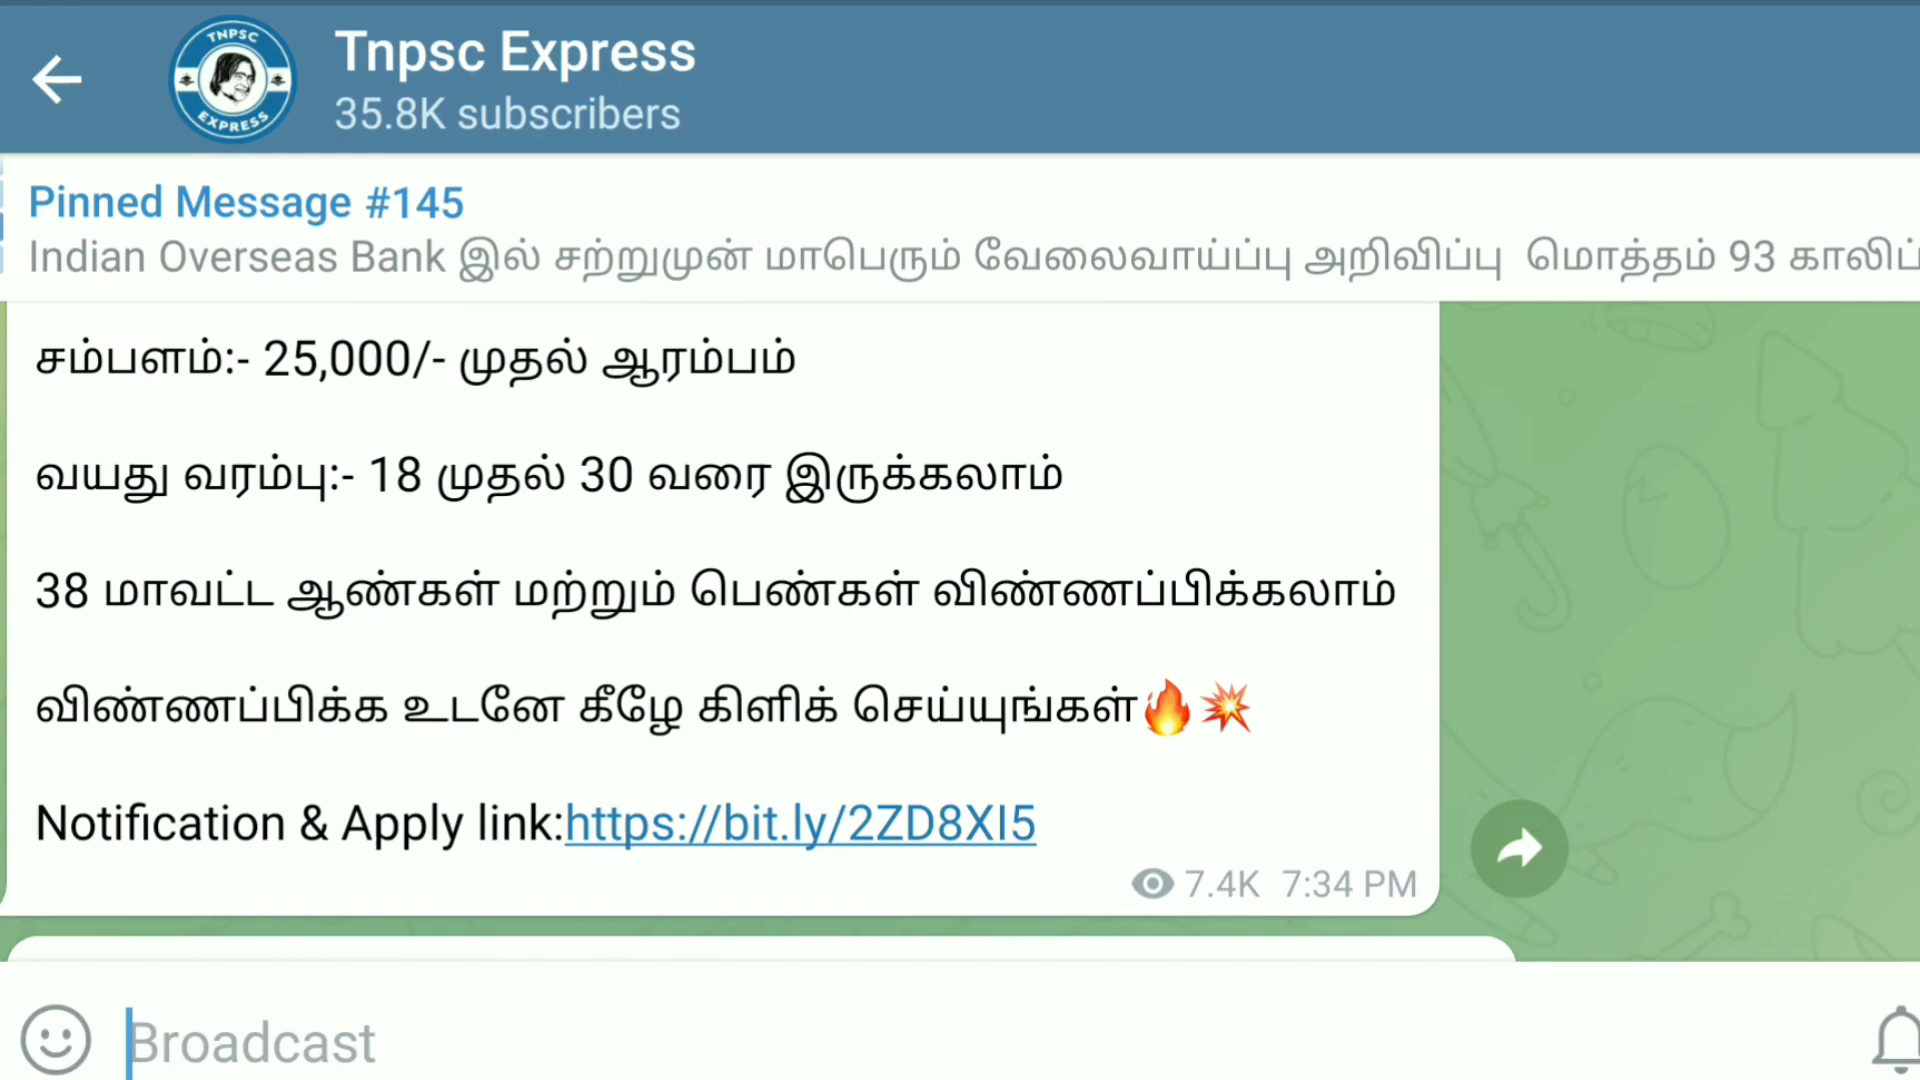 TNPSC
EXPRESS
Tnpsc Express
35.8K subscribers
Pinned Message #145
Indian Overseas Bank இல் சற்றுமுன் மாபெரும் வேலைவாய்ப்பு அறிவிப்பு மொத்தம் 93 காலிப்
சம்பளம்:- 25,000/- முதல் ஆரம்பம்
வயது வரம்பு:- 18 முதல் 30 வரை இருக்கலாம்
38 மாவட்ட ஆண்கள் மற்றும் பெண்கள் விண்ணப்பிக்கலாம்
விண்ணப்பிக்க உடனே கீழே கிளிக் செய்யுங்கள்🔥💥
Notification & Apply link:https://bit.ly/2ZD8XI5
7.4K 7:34 PM
Broadcast